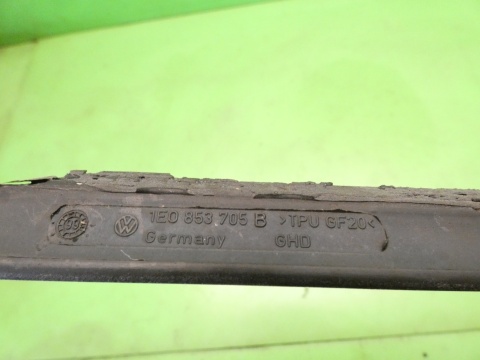 1E0 853 705 B >TPU GF20<
Germany GHD